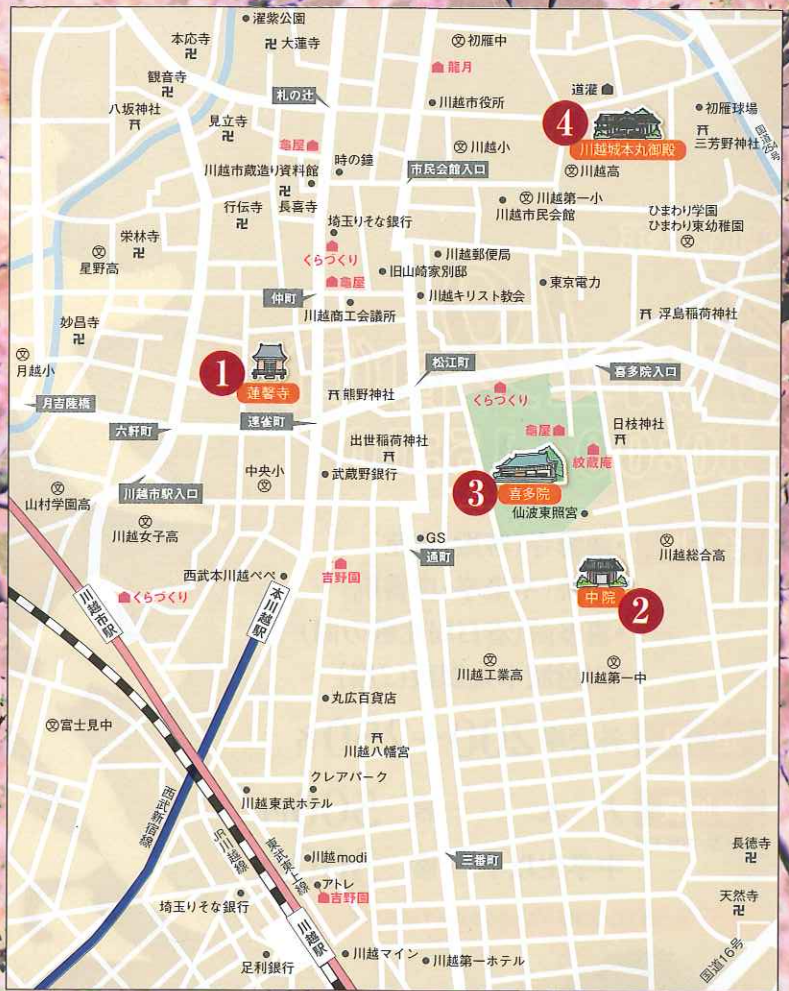 濯紫公園
本応寺
大蓮寺
初雁中
観音寺
龍月
道灌
札の辻
川越市役所
初雁球場
八坂神社
見立寺
4
川越城本丸御殿
三芳野神社
国道16号
亀屋
川越小
川越市蔵造り資料館
時の鐘
市民会館入口
川越高
行伝寺
長喜寺
川越第一小
川越市民会館
ひまわり学園
ひまわり東幼稚園
埼玉りそな銀行
栄林寺
星野高
くらづくり
川越郵便局
旧山崎家別邸
亀屋
東京電力
仲町
川越キリスト教会
川越商工会議所
浮島稲荷神社
妙昌寺
月越小
松江町
喜多院入口
1
蓮馨寺
熊野神社
くらづくり
月吉陸橋
六軒町
連雀町
亀屋
日枝神社
出世稲荷神社
紋蔵庵
中央小
武蔵野銀行
3
喜多院
川越市駅入口
山村学園高
仙波東照宮
川越女子高
GS
通町
川越総合高
西武本川越ペペ
吉野園
中院
2
くらづくり
川越市駅
本川越駅
川越工業高
川越第一中
丸広百貨店
富士見中
川越八幡宮
クレアパーク
西武新宿線
川越東武ホテル
JR川越線
東武東上線
川越modi
三番町
長徳寺
アトレ
吉野園
埼玉りそな銀行
天然寺
川越駅
足利銀行
川越マイン
川越第一ホテル
国道16号